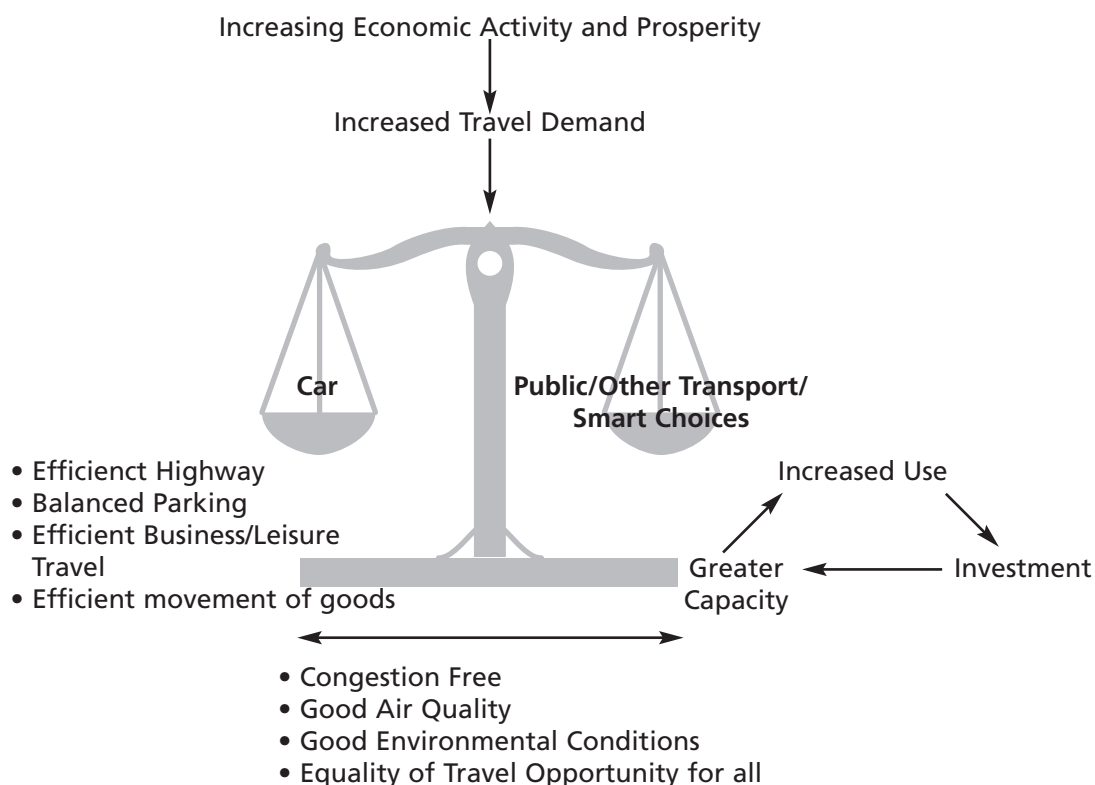 Increasing Economic Activity and Prosperity
Increased Travel Demand
Car
Public/Other Transport/
Smart Choices
• Efficienct Highway
• Balanced Parking
• Efficient Business/Leisure
Travel
• Efficient movement of goods
Increased Use
Greater
Capacity
Investment
• Congestion Free
• Good Air Quality
• Good Environmental Conditions
• Equality of Travel Opportunity for all